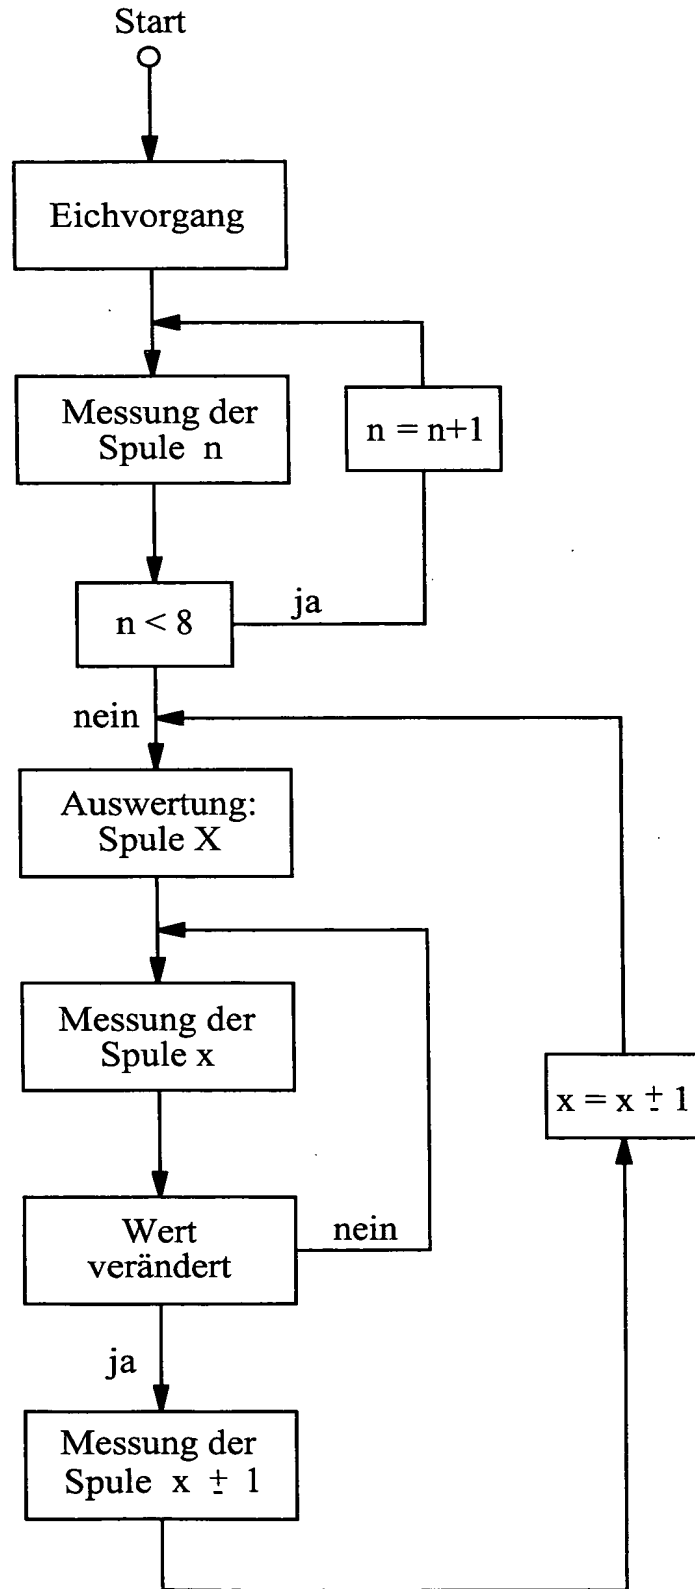 Start
Eichvorgang
Messung der
Spule n
n = n+1
n < 8
ja
nein
Auswertung:
Spule X
Messung der
Spule x
x = x ± 1
Wert
verändert
nein
ja
Messung der
Spule x ± 1